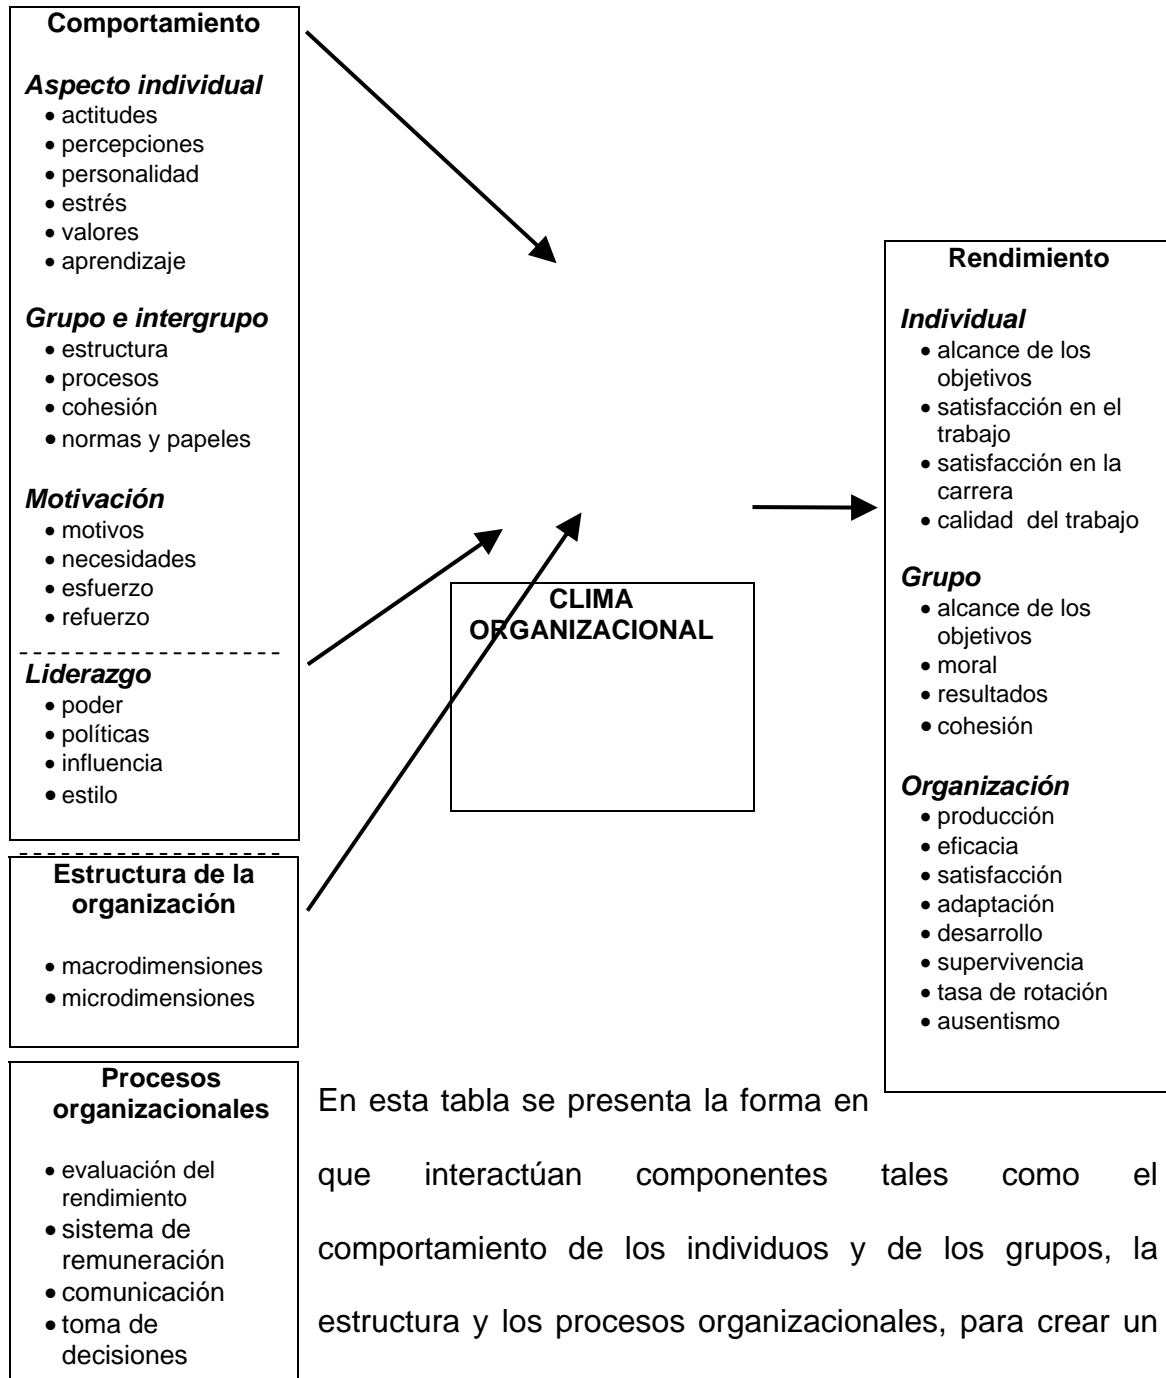 Comportamiento
Aspecto individual
• actitudes
• percepciones
• personalidad
• estrés
• valores
• aprendizaje
Grupo e intergrupo
• estructura
• procesos
• cohesión
• normas y papeles
Motivación
• motivos
• necesidades
• esfuerzo
• refuerzo
Liderazgo
• poder
• políticas
• influencia
• estilo
Estructura de la
organización
• macrodimensiones
• microdimensiones
Procesos
organizacionales
• evaluación del
rendimiento
• sistema de
remuneración
• comunicación
• toma de
decisiones
CLIMA
ORGANIZACIONAL
Rendimiento
Individual
• alcance de los
objetivos
• satisfacción en el
trabajo
• satisfacción en la
carrera
• calidad del trabajo
Grupo
• alcance de los
objetivos
• moral
• resultados
• cohesión
Organización
• producción
• eficacia
• satisfacción
• adaptación
• desarrollo
• supervivencia
• tasa de rotación
• ausentismo
En esta tabla se presenta la forma en
que interactúan componentes tales como el
comportamiento de los individuos y de los grupos, la
estructura y los procesos organizacionales, para crear un